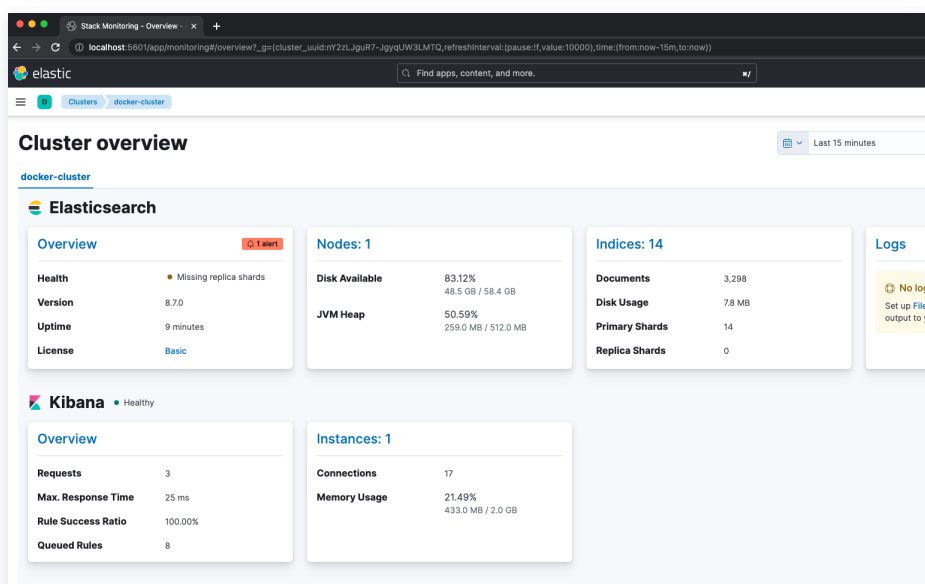 Stack Monitoring - Overview -
localhost:5601/app/monitoring#/overview?_g=(cluster_uuid:nY2zLJguR7-JgyqUW3LMTQ,refreshInterval:(pause:!f,value:10000),time:(from:now-15m,to:now))
elastic
Find apps, content, and more.
⌘/
D
Clusters
docker-cluster
Cluster overview
Last 15 minutes
docker-cluster
Elasticsearch
Overview
1 alert
Health
Missing replica shards
Version
8.7.0
Uptime
9 minutes
License
Basic
Nodes: 1
Disk Available
83.12%
48.5 GB / 58.4 GB
JVM Heap
50.59%
259.0 MB / 512.0 MB
Indices: 14
Documents
3,298
Disk Usage
7.8 MB
Primary Shards
14
Replica Shards
0
Logs
No
Set up
output to
Kibana
Healthy
Overview
Requests
3
Max. Response Time
25 ms
Rule Success Ratio
100.00%
Queued Rules
8
Instances: 1
Connections
17
Memory Usage
21.49%
433.0 MB / 2.0 GB